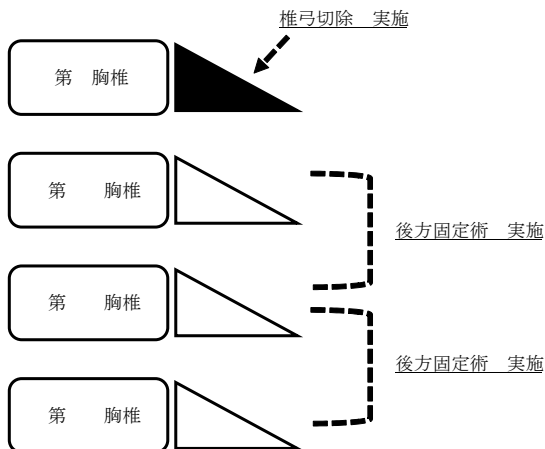 椎弓切除　実施
第　胸椎
第　　胸椎
後方固定術　実施
第　　胸椎
後方固定術　実施
第　　胸椎